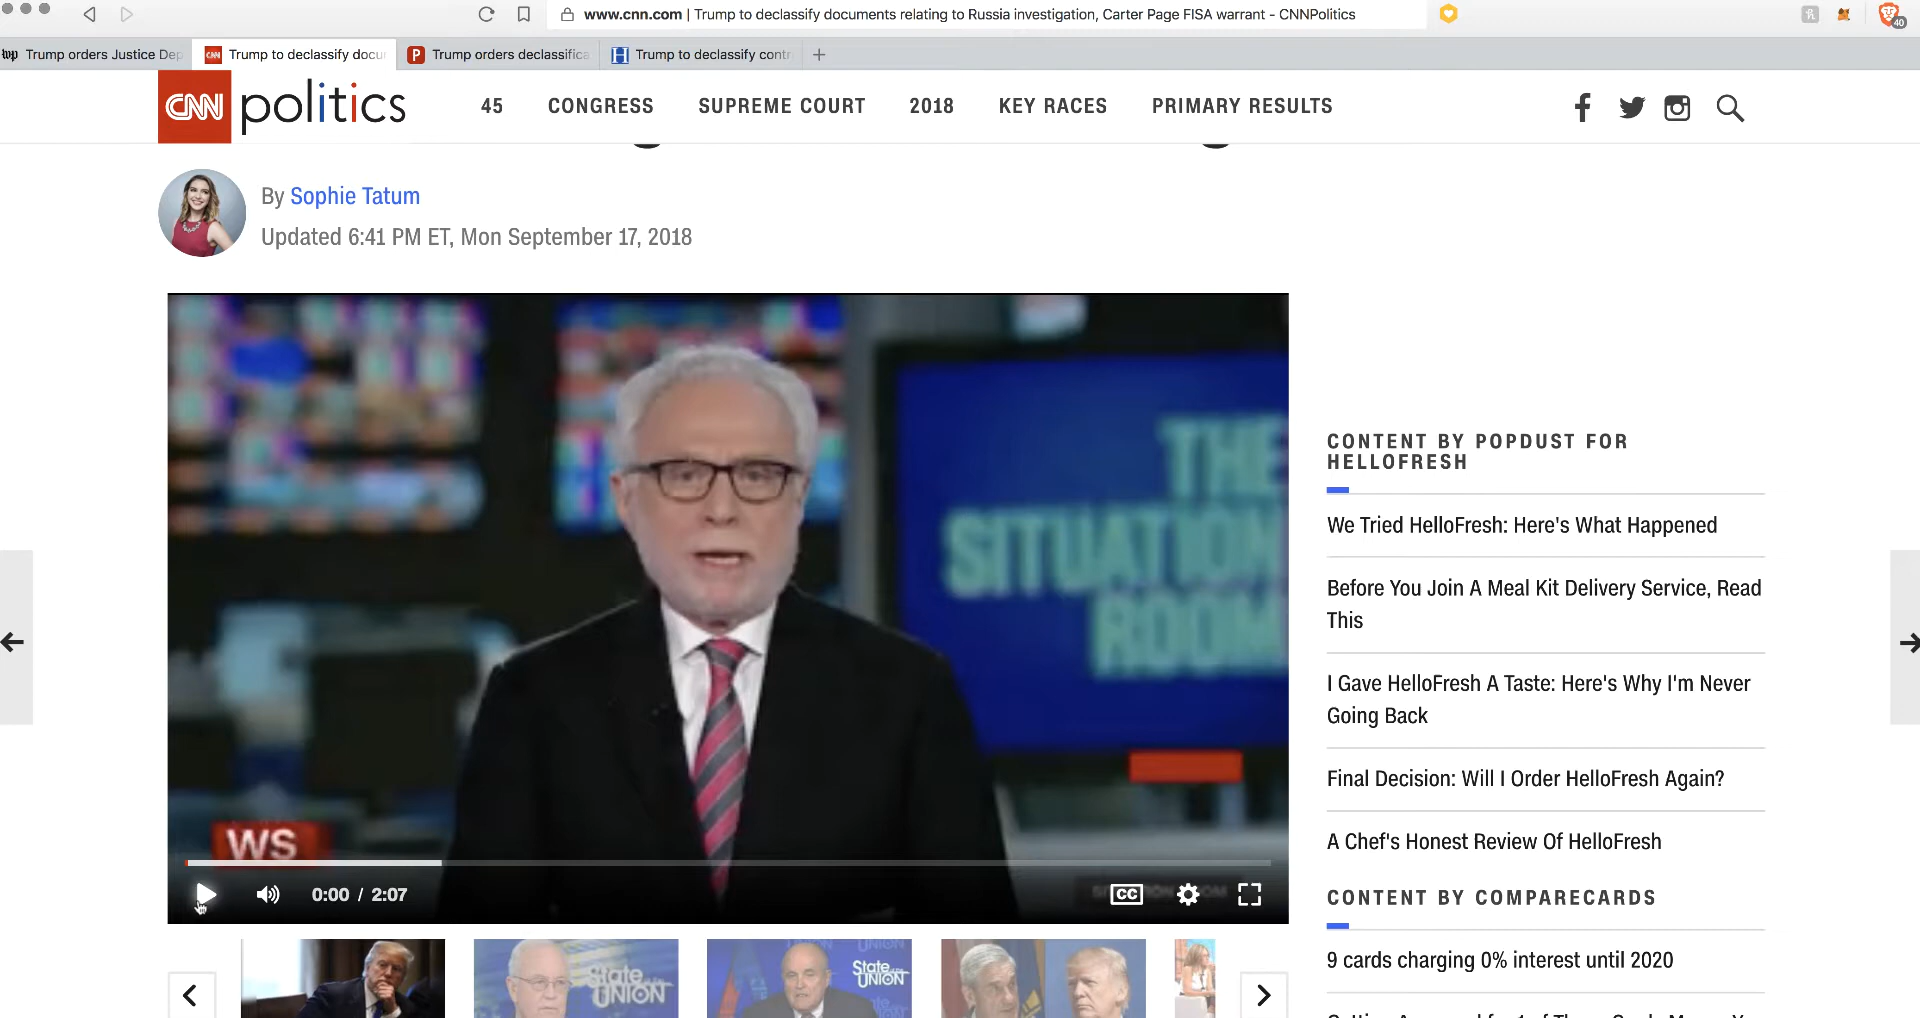 www.cnn.com | Trump to declassify documents relating to Russia investigation, Carter Page FISA warrant - CNNPolitics
40
wp Trump orders Justice Dep
CNN Trump to declassify docu
P Trump orders declassifica
H Trump to declassify contr
CNN politics
45 CONGRESS SUPREME COURT 2018 KEY RACES PRIMARY RESULTS
By Sophie Tatum
Updated 6:41 PM ET, Mon September 17, 2018
THE
SITUATION
ROOM
WS
0:00 / 2:07
CC
State
UNION
UNION
State
UNION
CONTENT BY POPDUST FOR
HELLOFRESH
We Tried HelloFresh: Here's What Happened
Before You Join A Meal Kit Delivery Service, Read
This
I Gave HelloFresh A Taste: Here's Why I'm Never
Going Back
Final Decision: Will I Order HelloFresh Again?
A Chef's Honest Review Of HelloFresh
CONTENT BY COMPARECARDS
9 cards charging 0% interest until 2020